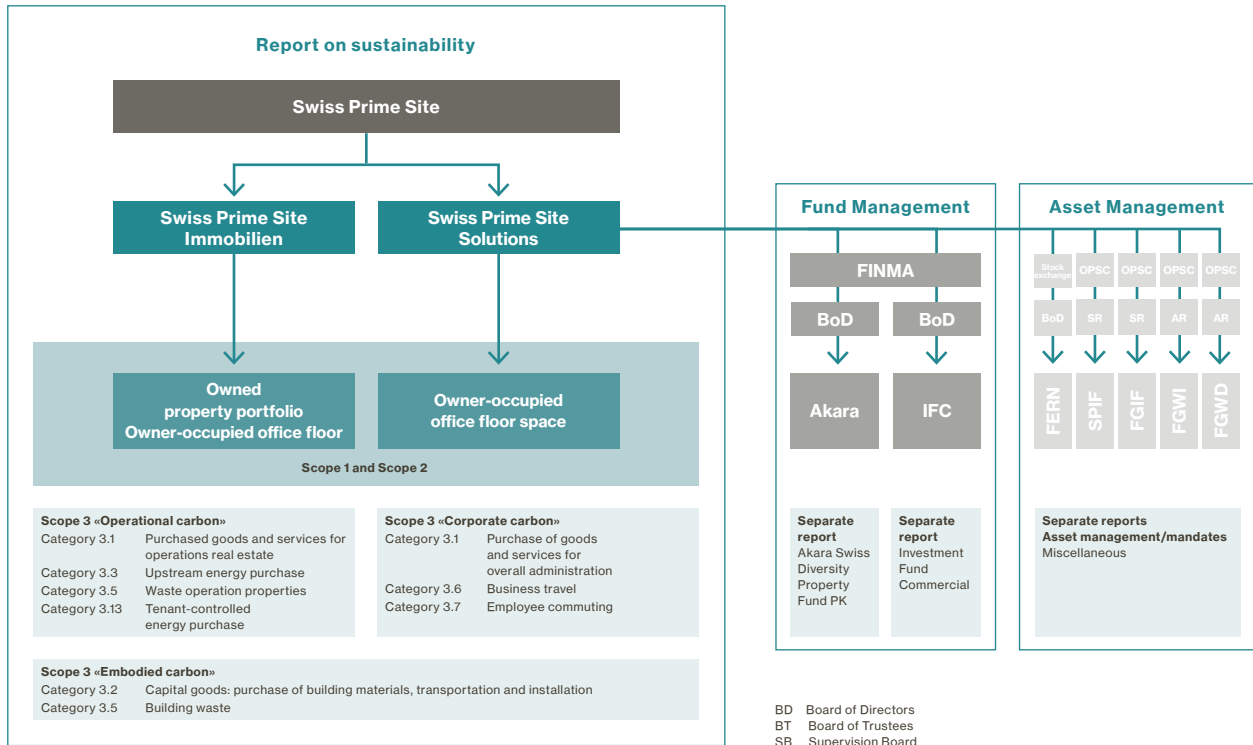 Report on sustainability
Swiss Prime Site
Swiss Prime Site
Immobilien
Swiss Prime Site
Solutions
Owned
property portfolio
Owner-occupied office floor
Owner-occupied
office floor space
Scope 1 and Scope 2
Scope 3 «Operational carbon»
Category 3.1 Purchased goods and services for
operations real estate
Category 3.3 Upstream energy purchase
Category 3.5 Waste operation properties
Category 3.13 Tenant-controlled
energy purchase
Scope 3 «Corporate carbon»
Category 3.1 Purchase of goods
and services for
overall administration
Category 3.6 Business travel
Category 3.7 Employee commuting
Scope 3 «Embodied carbon»
Category 3.2 Capital goods: purchase of building materials, transportation and installation
Category 3.5 Building waste
Fund Management
FINMA
BoD
BoD
Akara
IFC
Separate
report
Akara Swiss
Diversity
Property
Fund PK
Separate
report
Investment
Fund
Commercial
Asset Management
Stock
exchange
OPSC
OPSC
OPSC
OPSC
BoD
SR
SR
AR
AR
FERN
SPIF
FGIF
FGWI
FGWD
Separate reports
Asset management/mandates
Miscellaneous
BD Board of Directors
BT Board of Trustees
SB Supervision Board